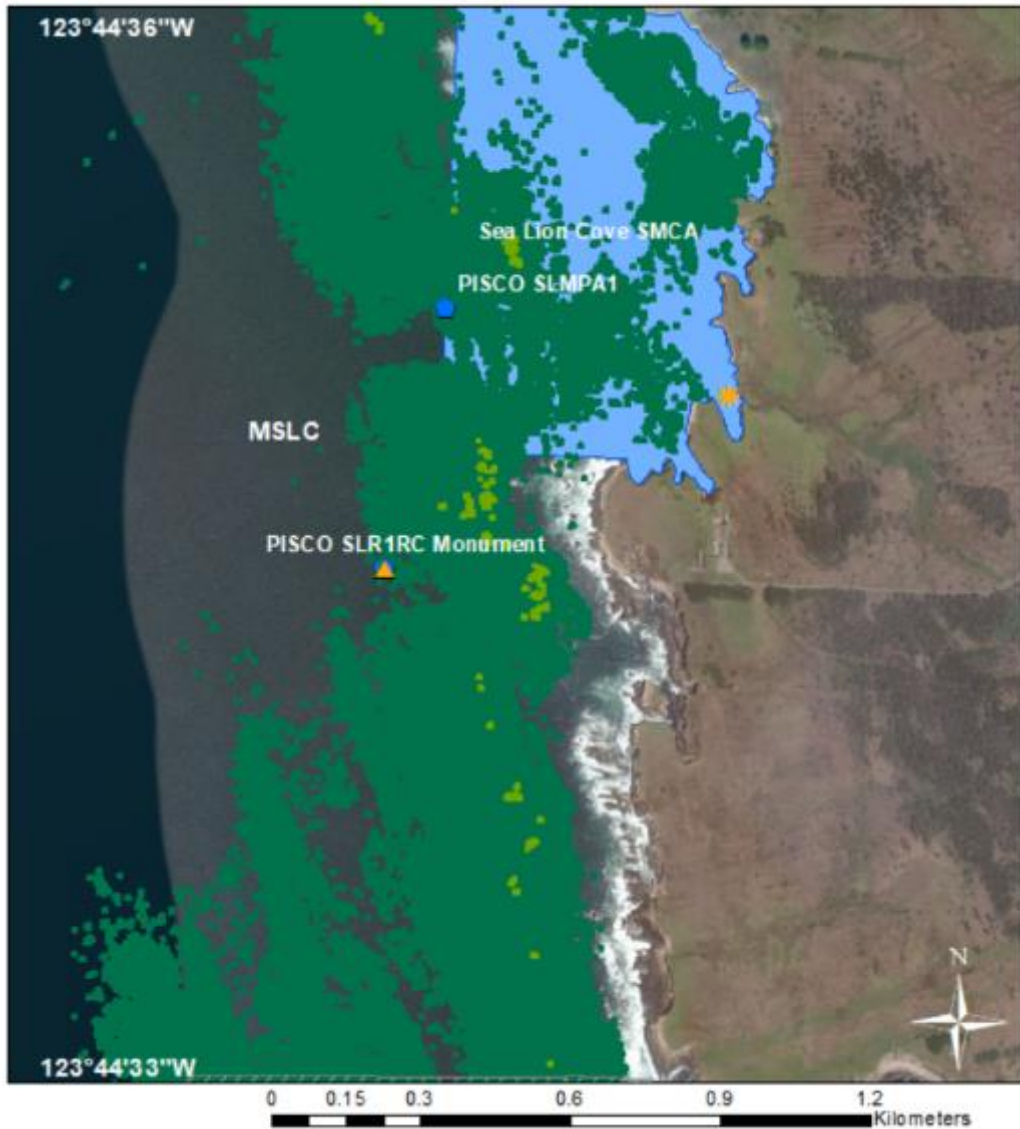 123°44'36"W
Sea Lion Cove SMCA
PISCO SLMPA1
MSLC
PISCO SLR1RC Monument
N
123°44'33"W
0 0.15 0.3 0.6 0.9 1.2
Kilometers